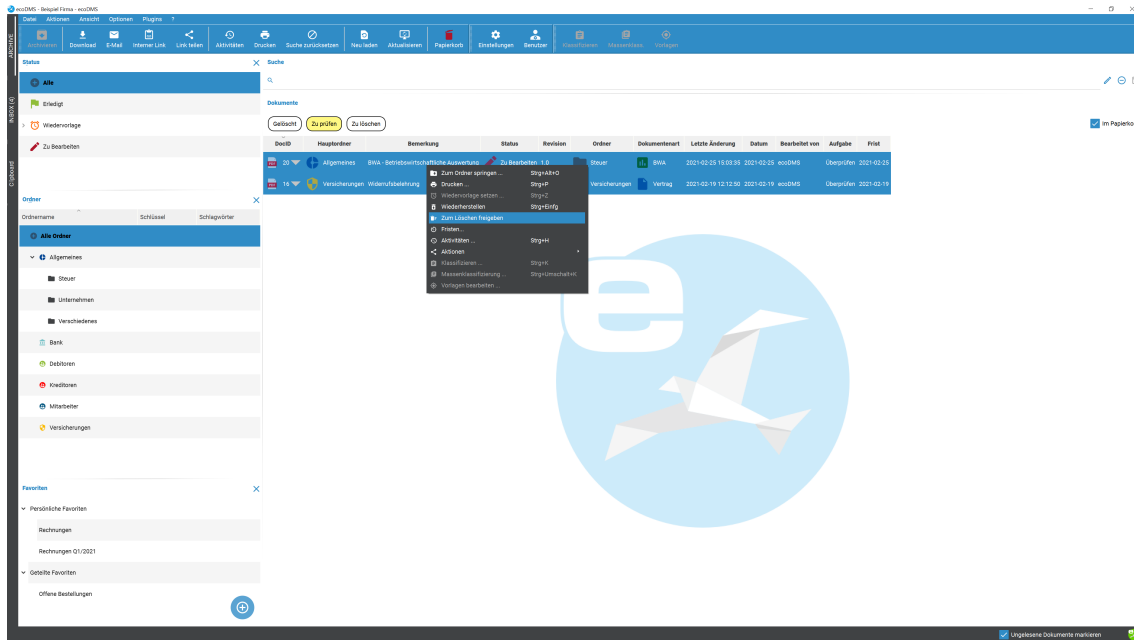 ecoDMS - Beispiel Firma - ecoDMS
Datei Aktionen Ansicht Optionen Plugins ?
Archivieren Download E-Mail Interner Link Link teilen Aktivitäten Drucken Suche zurücksetzen Neu laden Aktualisieren Papierkorb Einstellungen Benutzer Klassifizieren Massenklass. Vorlagen
ARCHIVE
INBOX (4)
Clipboard
Status
Alle
Erledigt
Wiedervorlage
Zu Bearbeiten
Ordner
Ordnername Schlüssel Schlagwörter
Alle Ordner
Allgemeines
Steuer
Unternehmen
Verschiedenes
Bank
Debitoren
Kreditoren
Mitarbeiter
Versicherungen
Favoriten
Persönliche Favoriten
Rechnungen
Rechnungen Q1/2021
Geteilte Favoriten
Offene Bestellungen
Suche
Dokumente
Gelöscht Zu prüfen Zu löschen
Im Papierko
DocID Hauptordner Bemerkung Status Revision Ordner Dokumentenart Letzte Änderung Datum Bearbeitet von Aufgabe Frist
20 Allgemeines BWA - Betriebswirtschaftliche Auswertung Zu Bearbeiten 1.0 Steuer BWA 2021-02-25 15:03:35 2021-02-25 ecoDMS Überprüfen 2021-02-25
16 Versicherungen Widerrufsbelehrung Versicherungen Vertrag 2021-02-19 12:12:50 2021-02-19 ecoDMS Überprüfen 2021-02-19
Zum Ordner springen ... Strg+Alt+O
Drucken ... Strg+P
Wiedervorlage setzen ... Strg+Z
Wiederherstellen Strg+Einfg
Zum Löschen freigeben
Fristen...
Aktivitäten ... Strg+H
Aktionen
Klassifizieren ... Strg+K
Massenklassifizierung ... Strg+Umschalt+K
Vorlagen bearbeiten ...
e
Ungelesene Dokumente markieren